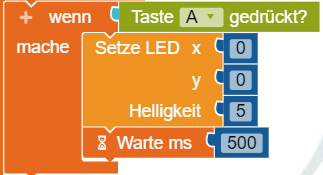 + wenn Taste A gedrückt?
mache Setze LED x 0
y 0
Helligkeit 5
Warte ms 500